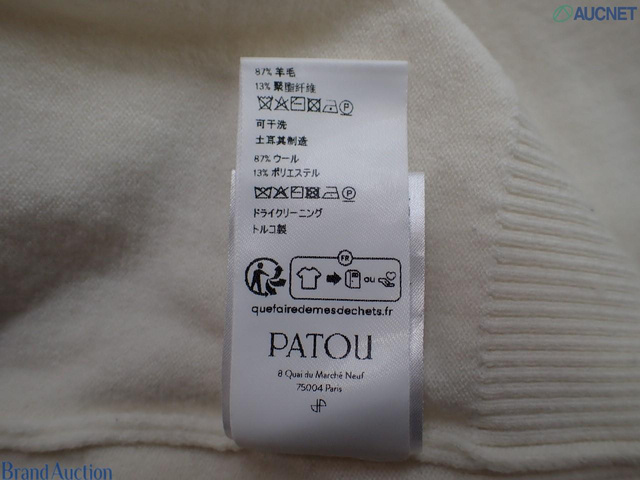 AUCNET
87% 羊毛
13% 聚酯纤维
P
可干洗
土耳其制造
87% ウール
13% ポリエステル
P
ドライクリーニング
トルコ製
FR
ou
quefairedemesdechets.fr
PATOU
8 Quai du Marché Neuf
75004 Paris
JP
Brand Auction